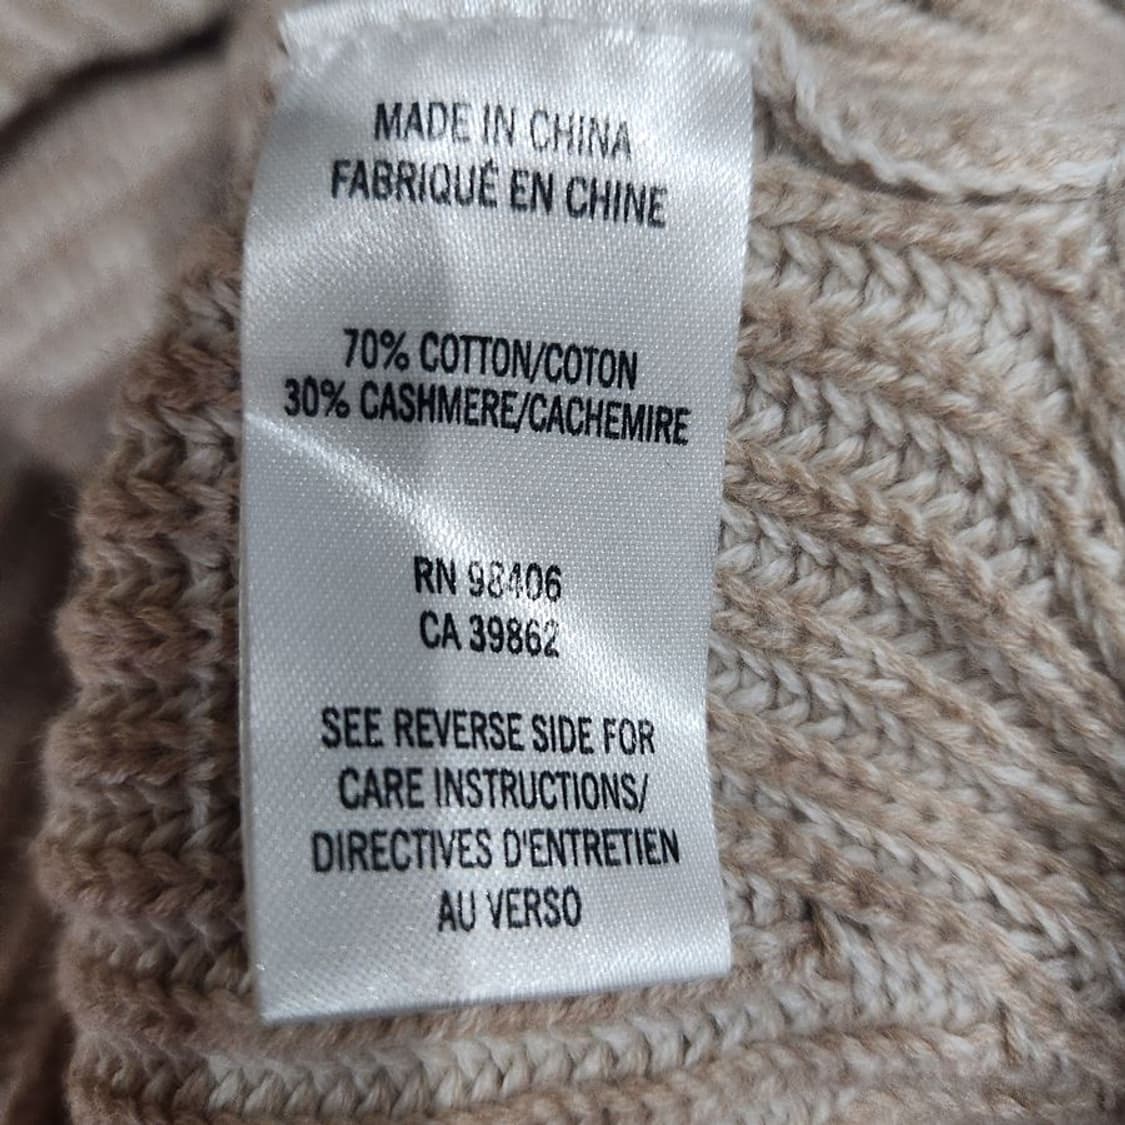 MADE IN CHINA
FABRIQUÉ EN CHINE
70% COTTON/COTON
30% CASHMERE/CACHEMIRE
RN 98406
CA 39862
SEE REVERSE SIDE FOR
CARE INSTRUCTIONS/
DIRECTIVES D'ENTRETIEN
AU VERSO